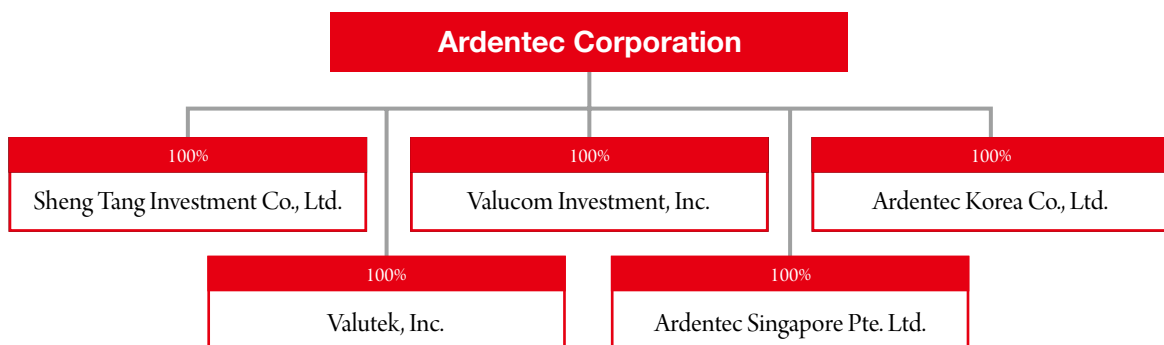 Ardentec Corporation
100%
Sheng Tang Investment Co., Ltd.
100%
Valucom Investment, Inc.
100%
Ardentec Korea Co., Ltd.
100%
Valutek, Inc.
100%
Ardentec Singapore Pte. Ltd.